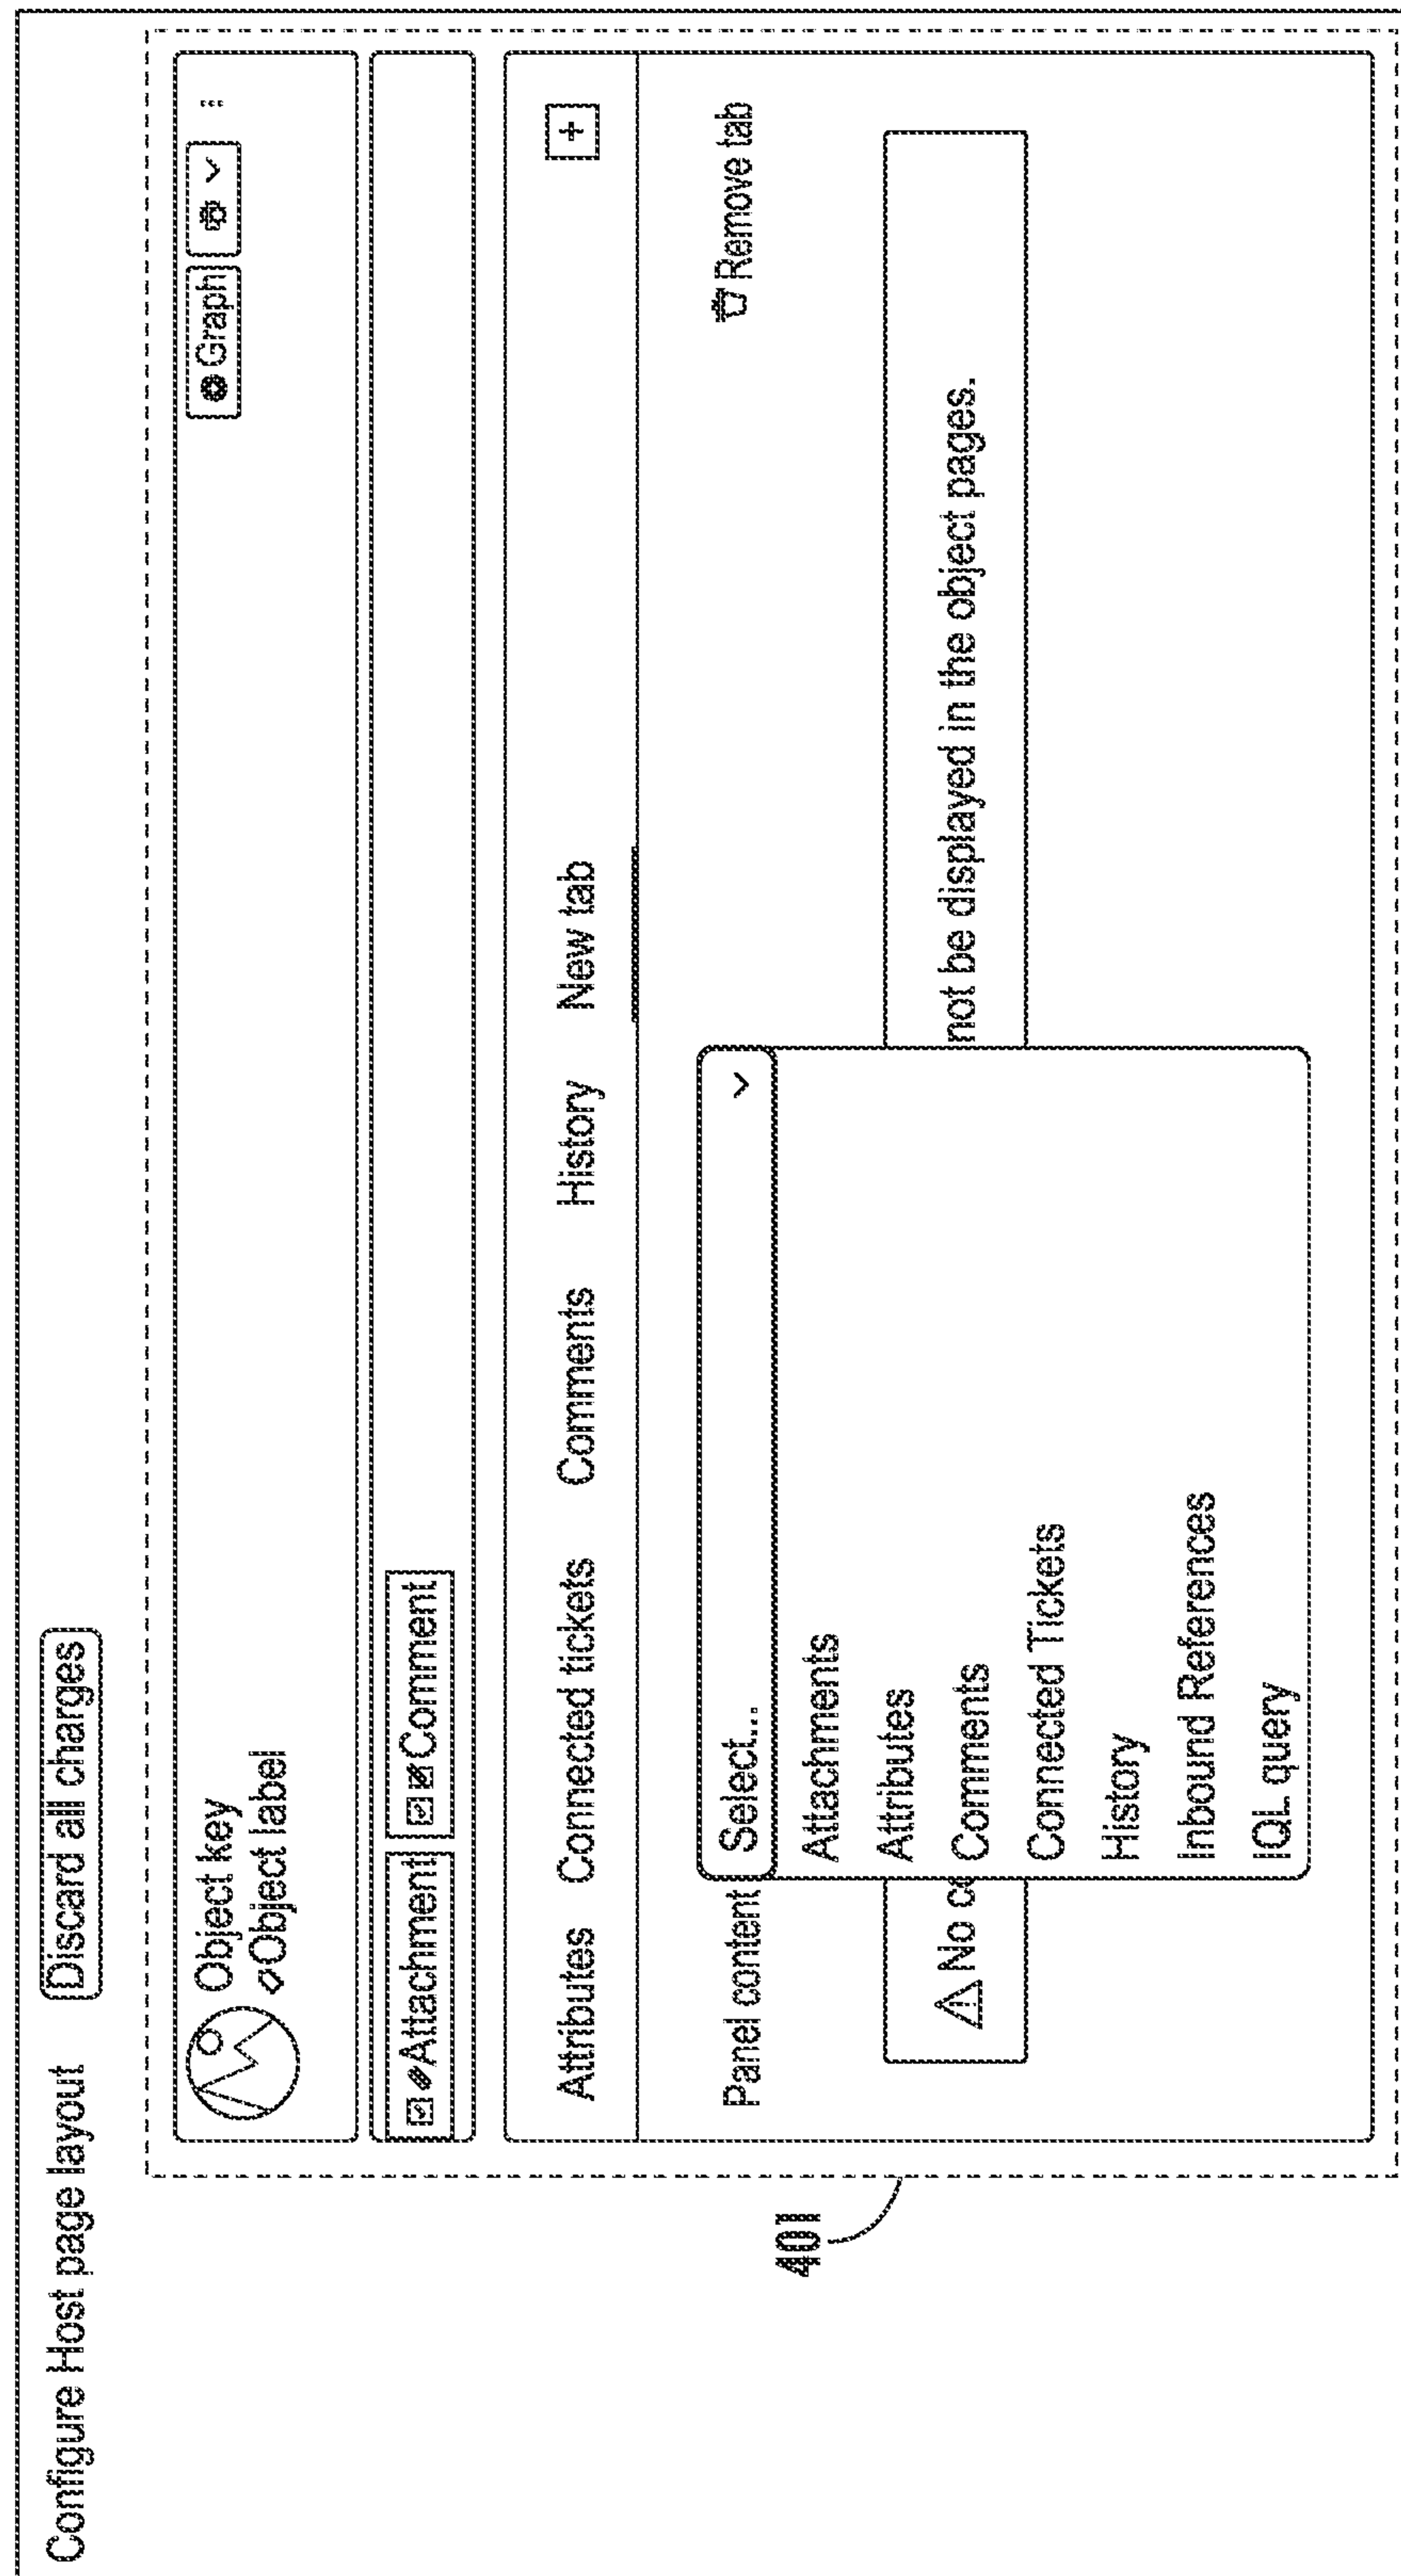 Configure Host page layout Discard all charges
Object key Graph
Object label
Attachment Comment
Attributes Connected tickets Comments History New tab +
Panel content Select... Remove tab
Attachments
Attributes
No co Comments not be displayed in the object pages.
Connected Tickets
History
Inbound References
IQL query
401